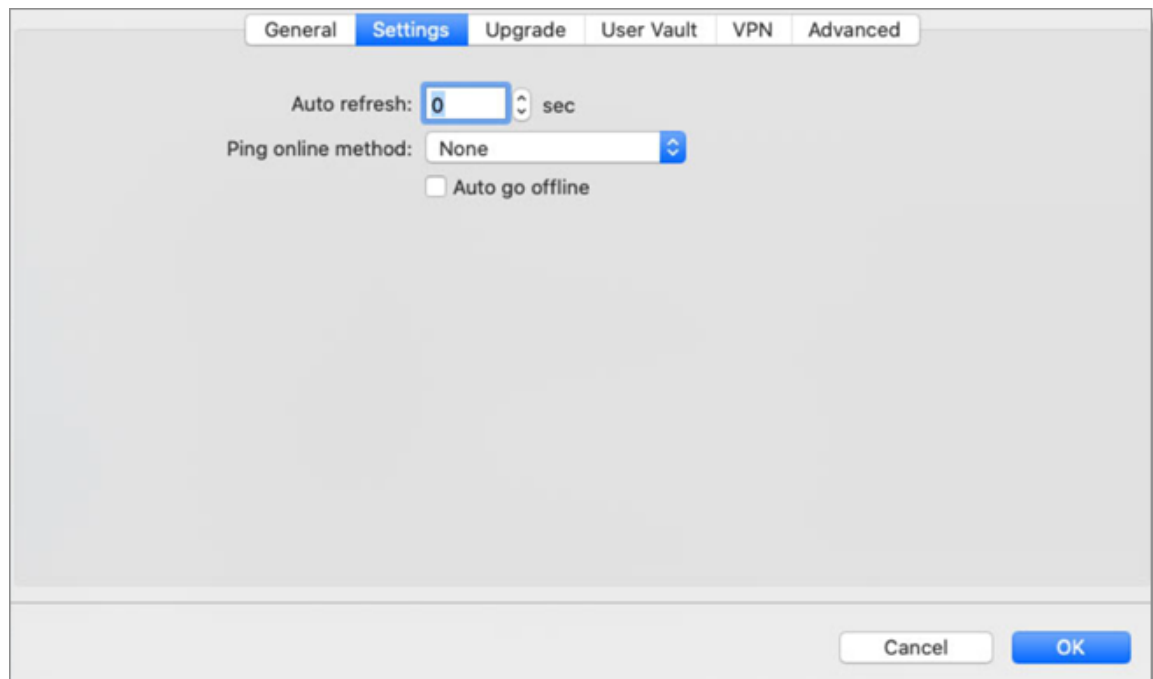 General Settings Upgrade User Vault VPN Advanced
Auto refresh: 0 sec
Ping online method: None
Auto go offline
Cancel OK